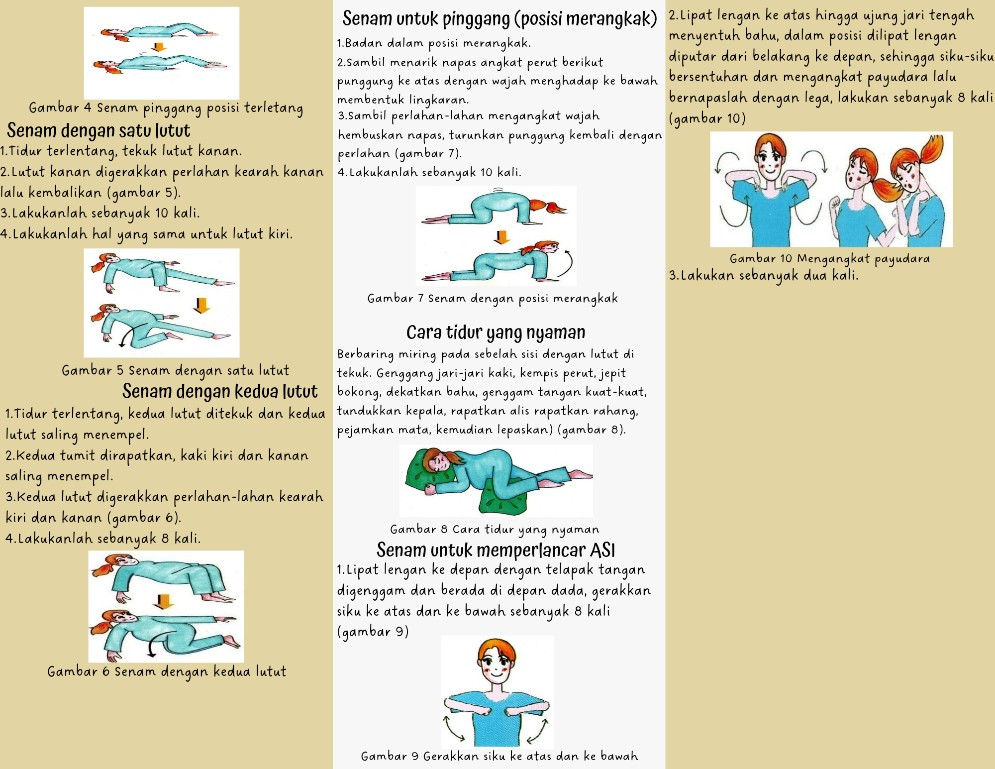 Gambar 4 Senam pinggang posisi terletang
Senam dengan satu lutut
1.Tidur terlentang, tekuk lutut kanan.
2.Lutut kanan digerakkan perlahan kearah kanan
lalu kembalikan (gambar 5).
3.Lakukanlah sebanyak 10 kali.
4.Lakukanlah hal yang sama untuk lutut kiri.
Gambar 5 Senam dengan satu lutut
Senam dengan kedua lutut
1.Tidur terlentang, kedua lutut ditekuk dan kedua
lutut saling menempel.
2.Kedua tumit dirapatkan, kaki kiri dan kanan
saling menempel.
3.Kedua lutut digerakkan perlahan-lahan kearah
kiri dan kanan (gambar 6).
4.Lakukanlah sebanyak 8 kali.
Gambar 6 Senam dengan kedua lutut
Senam untuk pinggang (posisi merangkak)
1.Badan dalam posisi merangkak.
2.Sambil menarik napas angkat perut berikut
punggung ke atas dengan wajah menghadap ke bawah
membentuk lingkaran.
3.Sambil perlahan-lahan mengangkat wajah
hembuskan napas, turunkan punggung kembali dengan
perlahan (gambar 7).
4.Lakukanlah sebanyak 10 kali.
Gambar 7 Senam dengan posisi merangkak
Cara tidur yang nyaman
Berbaring miring pada sebelah sisi dengan lutut di
tekuk. Genggang jari-jari kaki, kempis perut, jepit
bokong, dekatkan bahu, genggam tangan kuat-kuat,
tundukkan kepala, rapatkan alis rapatkan rahang,
pejamkan mata, kemudian lepaskan) (gambar 8).
Gambar 8 Cara tidur yang nyaman
Senam untuk memperlancar ASI
1.Lipat lengan ke depan dengan telapak tangan
digenggam dan berada di depan dada, gerakkan
siku ke atas dan ke bawah sebanyak 8 kali
(gambar 9)
Gambar 9 Gerakkan siku ke atas dan ke bawah
2.Lipat lengan ke atas hingga ujung jari tengah
menyentuh bahu, dalam posisi dilipat lengan
diputar dari belakang ke depan, sehingga siku-siku
bersentuhan dan mengangkat payudara lalu
bernapaslah dengan lega, lakukan sebanyak 8 kali
(gambar 10)
Gambar 10 Mengangkat payudara
3.Lakukan sebanyak dua kali.